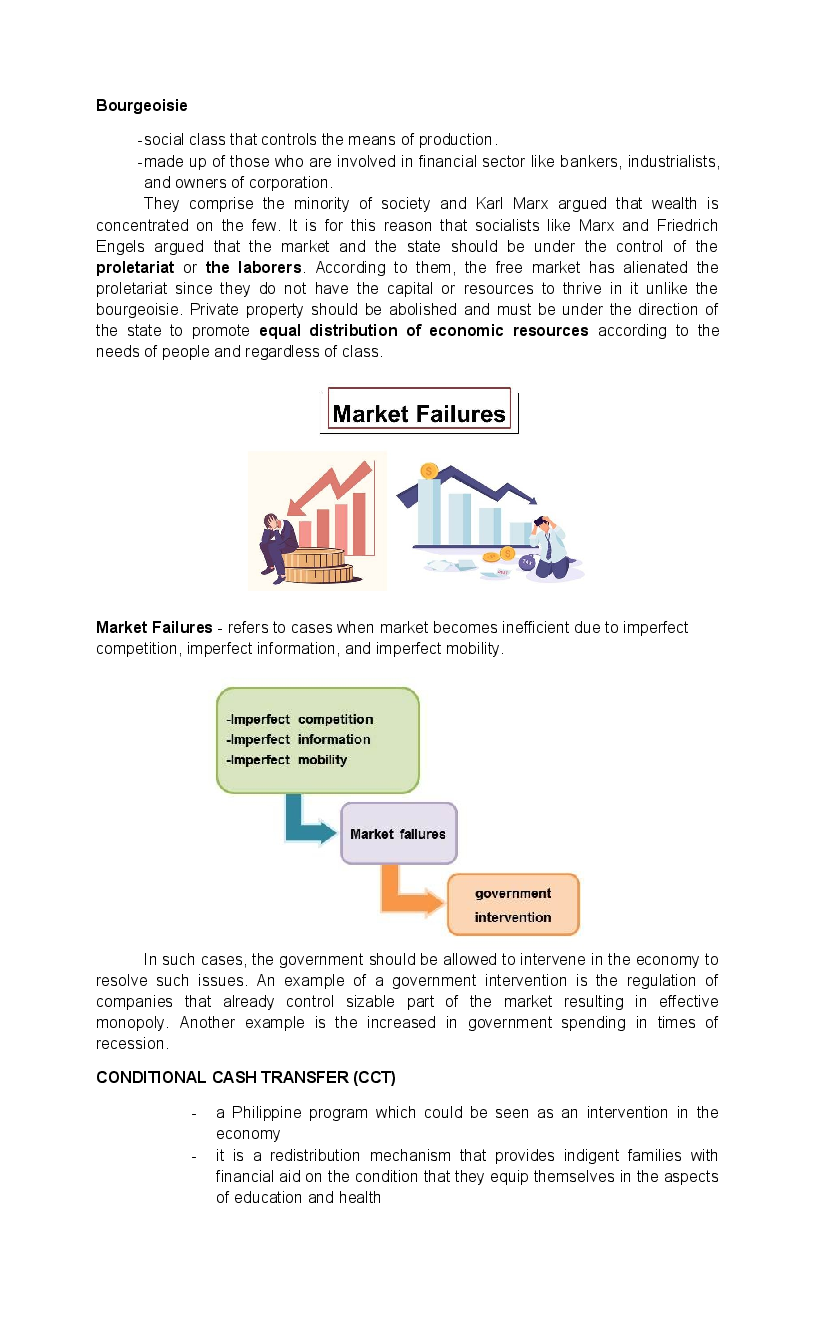 Bourgeoisie
-social class that controls the means of production.
-made up of those who are involved in financial sector like bankers, industrialists,
and owners of corporation.
They comprise the minority of society and Karl Marx argued that wealth is
concentrated on the few. It is for this reason that socialists like Marx and Friedrich
Engels argued that the market and the state should be under the control of the
proletariat or the laborers. According to them, the free market has alienated the
proletariat since they do not have the capital or resources to thrive in it unlike the
bourgeoisie. Private property should be abolished and must be under the direction of
the state to promote equal distribution of economic resources according to the
needs of people and regardless of class.
Market Failures
Market Failures - refers to cases when market becomes inefficient due to imperfect
competition, imperfect information, and imperfect mobility.
-Imperfect competition
-Imperfect information
-Imperfect mobility
Market failures
government
intervention
In such cases, the government should be allowed to intervene in the economy to
resolve such issues. An example of a government intervention is the regulation of
companies that already control sizable part of the market resulting in effective
monopoly. Another example is the increased in government spending in times of
recession.
CONDITIONAL CASH TRANSFER (CCT)
- a Philippine program which could be seen as an intervention in the
economy
- it is a redistribution mechanism that provides indigent families with
financial aid on the condition that they equip themselves in the aspects
of education and health